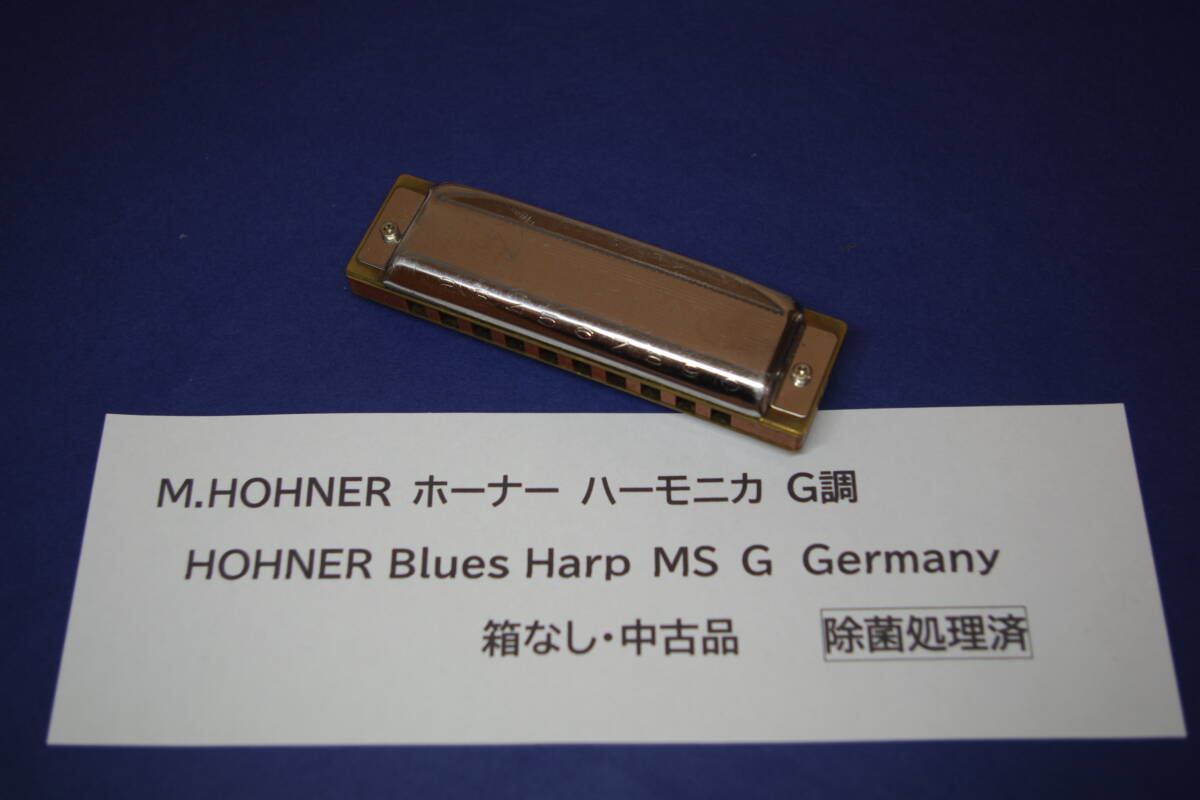 M.HOHNER ホーナー ハーモニカ G調
HOHNER Blues Harp MS G Germany
箱なし・中古品 除菌処理済